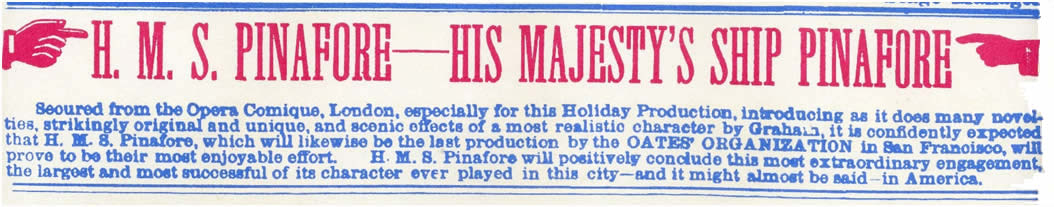 H. M. S. PINAFORE—HIS MAJESTY'S SHIP PINAFORE
Secured from the Opera Comique, London, especially for this Holiday Production, introducing as it does many novel-
ties, strikingly original and unique, and scenic effects of a most realistic character by Graham, it is confidently expected
that H. M. S. Pinafore, which will likewise be the last production by the OATES' ORGANIZATION in San Francisco, will
prove to be their most enjoyable effort. H. M. S. Pinafore will positively conclude this most extraordinary engagement,
the largest and most successful of its character ever played in this city—and it might almost be said—in America.